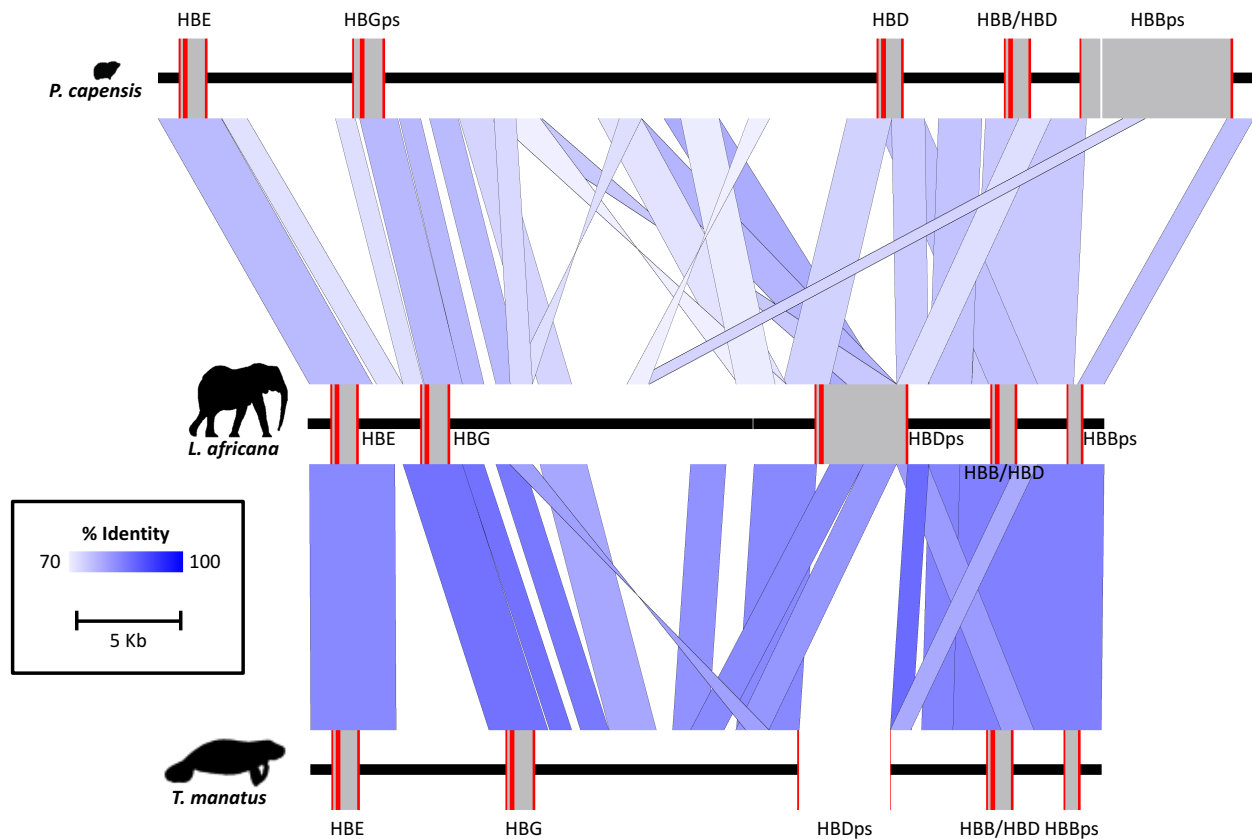 HBE HBGps HBD HBB/HBD HBBps
P. capensis
HBE HBG HBDps HBBps
L. africana
HBB/HBD
% Identity
70 100
5 Kb
T. manatus
HBE HBG HBDps HBB/HBD HBBps